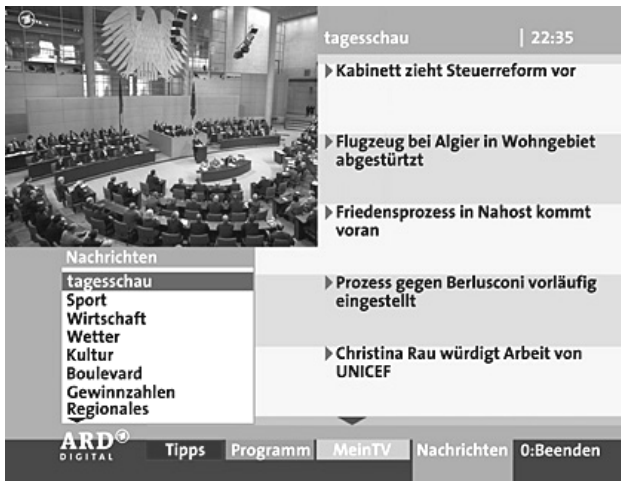 tagesschau | 22:35
Kabinett zieht Steuerreform vor
Flugzeug bei Algier in Wohngebiet
abgestürtzt
Friedensprozess in Nahost kommt
voran
Prozess gegen Berlusconi vorläufig
eingestellt
Christina Rau würdigt Arbeit von
UNICEF
Nachrichten
tagesschau
Sport
Wirtschaft
Wetter
Kultur
Boulevard
Gewinnzahlen
Regionales
ARD
DIGITAL
Tipps Programm MeinTV Nachrichten 0:Beenden